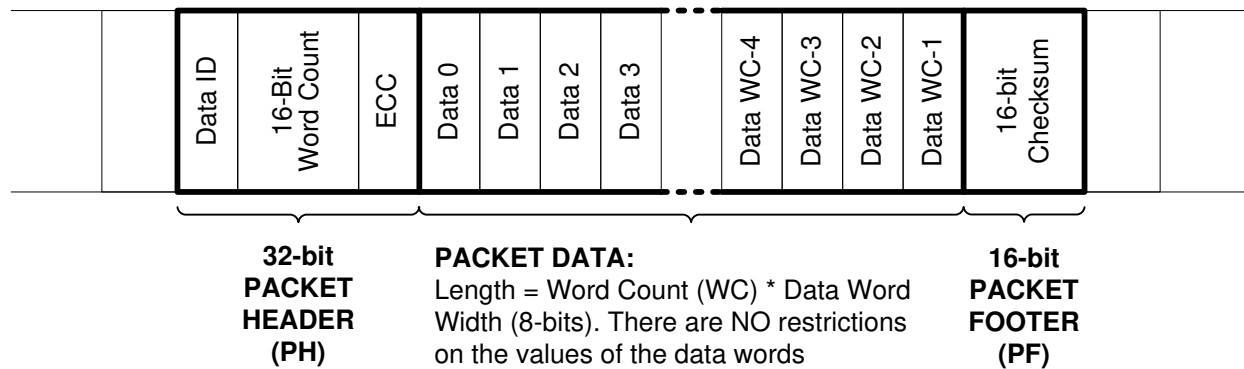 Data ID
16-Bit
Word Count
ECC
Data 0
Data 1
Data 2
Data 3
Data WC-4
Data WC-3
Data WC-2
Data WC-1
16-bit
Checksum
32-bit
PACKET
HEADER
(PH)
PACKET DATA:
Length = Word Count (WC) * Data Word
Width (8-bits). There are NO restrictions
on the values of the data words
16-bit
PACKET
FOOTER
(PF)